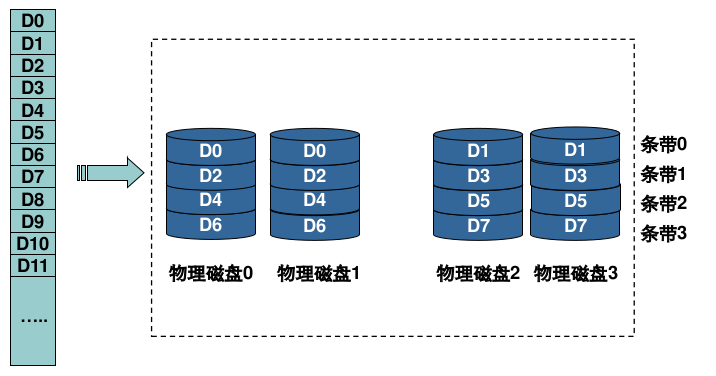 D0
D1
D2
D3
D4
D5
D6
D7
D8
D9
D10
D11
.....
D0
D2
D4
D6
物理磁盘0
D0
D2
D4
D6
物理磁盘1
D1
D3
D5
D7
物理磁盘2
D1
D3
D5
D7
物理磁盘3
条带0
条带1
条带2
条带3